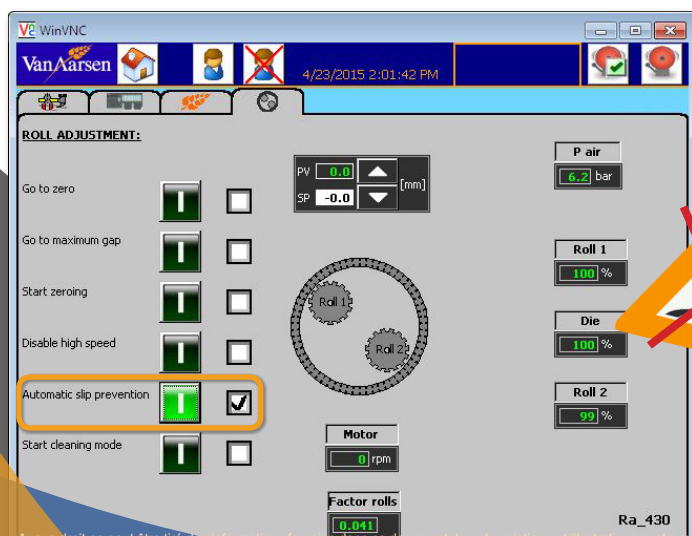 V2 WinVNC
VanAarsen
4/23/2015 2:01:42 PM
ROLL ADJUSTMENT:
Go to zero
Go to maximum gap
Start zeroing
Disable high speed
Automatic slip prevention
Start cleaning mode
PV 0.0
[mm]
SP -0.0
Roll 1
Roll 2
Motor
0 rpm
Factor rolls
0.041
P air
6.2 bar
Roll 1
100 %
Die
100 %
Roll 2
99 %
Ra_430